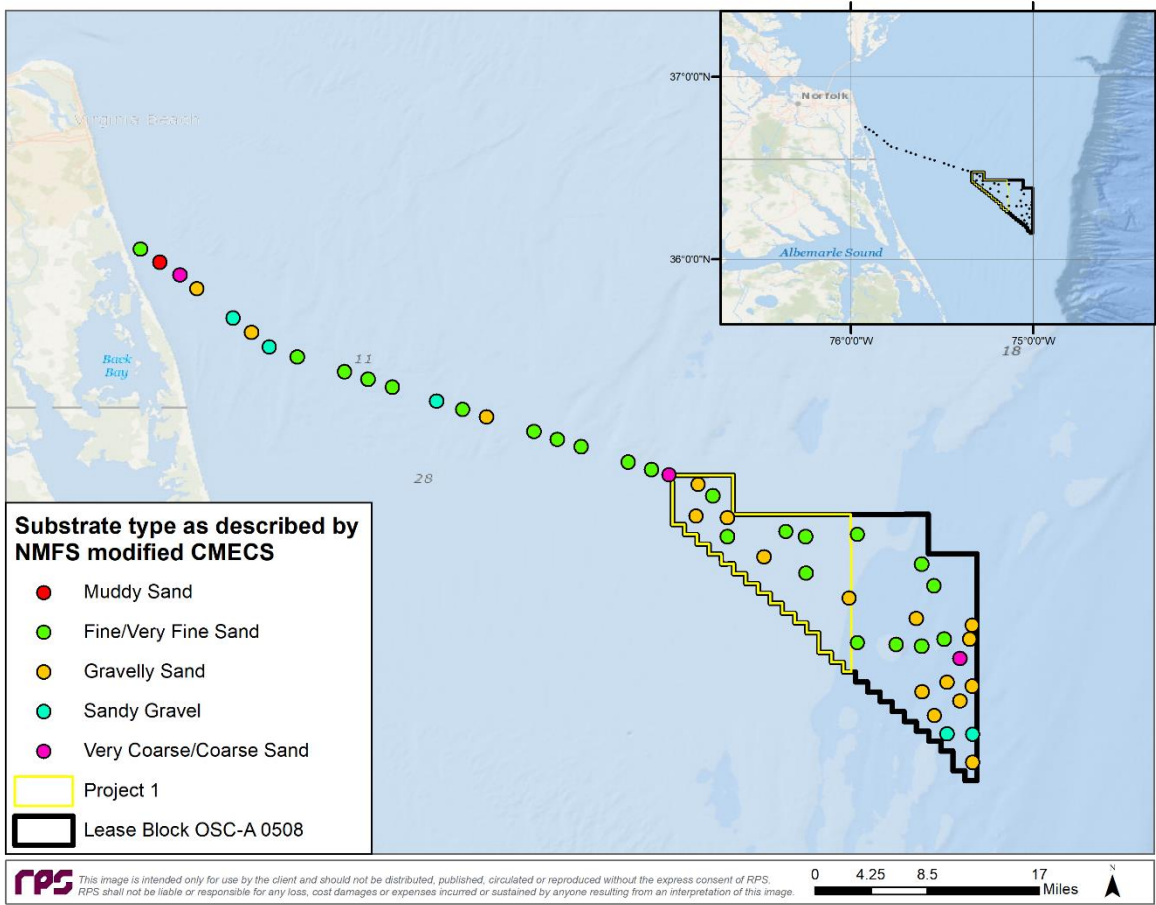 Virginia Beach
Back
Bay
11
28
18
37°0'0"N
36°0'0"N
Norfolk
Albemarle Sound
76°0'0"W
75°0'0"W
Substrate type as described by
NMFS modified CMECS
Muddy Sand
Fine/Very Fine Sand
Gravelly Sand
Sandy Gravel
Very Coarse/Coarse Sand
Project 1
Lease Block OSC-A 0508
rps
This image is intended only for use by the client and should not be distributed, published, circulated or reproduced without the express consent of RPS.
RPS shall not be liable or responsible for any loss, cost damages or expenses incurred or sustained by anyone resulting from an interpretation of this image.
0 4.25 8.5 17
Miles
N